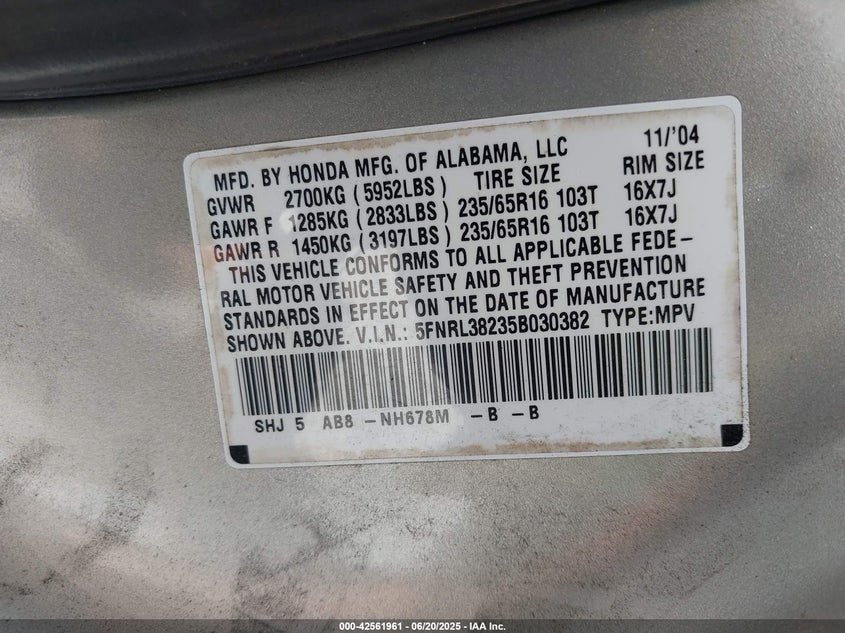 MFD. BY HONDA MFG. OF ALABAMA, LLC 11/'04
GVWR 2700KG (5952LBS) TIRE SIZE RIM SIZE
GAWR F 1285KG (2833LBS) 235/65R16 103T 16X7J
GAWR R 1450KG (3197LBS) 235/65R16 103T 16X7J
THIS VEHICLE CONFORMS TO ALL APPLICABLE FEDE-
RAL MOTOR VEHICLE SAFETY AND THEFT PREVENTION
STANDARDS IN EFFECT ON THE DATE OF MANUFACTURE
SHOWN ABOVE. V.I.N.: 5FNRL38235B030382 TYPE:MPV
SHJ 5 AB8 -NH678M -B -B
000-42561961 - 06/20/2025 - IAA Inc.